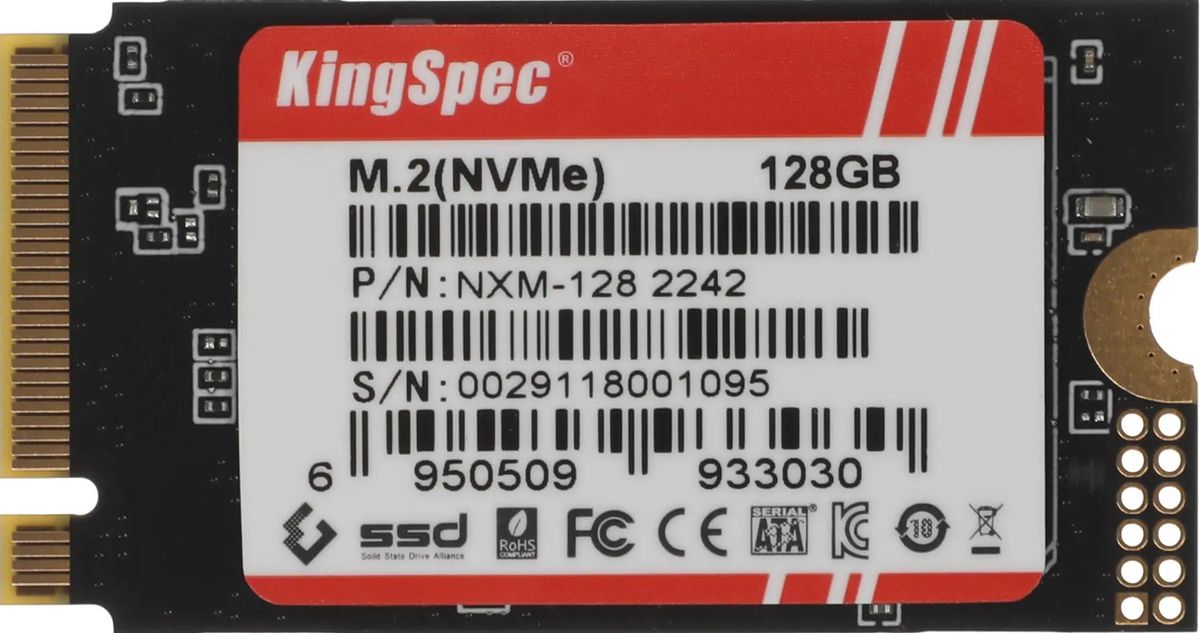 KingSpec®
M.2(NVMe) 128GB
P/N: NXM-128 2242
S/N: 0029118001095
6 950509 933030
ssd
Solid State Drive Alliance
RoHS
COMPLIANT
FC CE
SERIAL®
ATA
KC
10